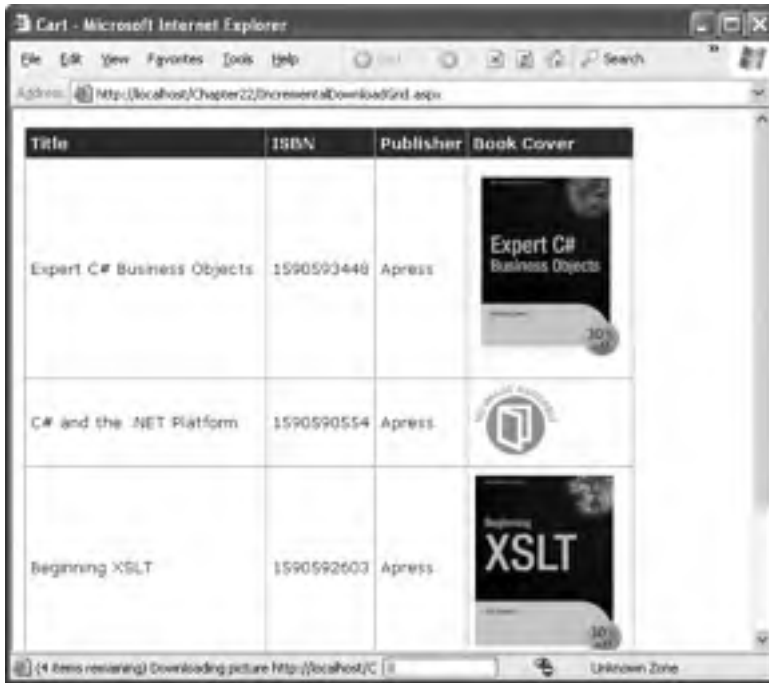 Cart - Microsoft Internet Explorer
File Edit View Favorites Tools Help
Search
Address http://localhost/Chapter22/IncrementalDownloadGrid.aspx
Title ISBN Publisher Book Cover
Expert C# Business Objects 1590593448 Apress
Expert C#
Business Objects
C# and the .NET Platform 1590590554 Apress
Beginning XSLT 1590592603 Apress
Beginning
XSLT
(4 items remaining) Downloading picture http://localhost/C
Unknown Zone